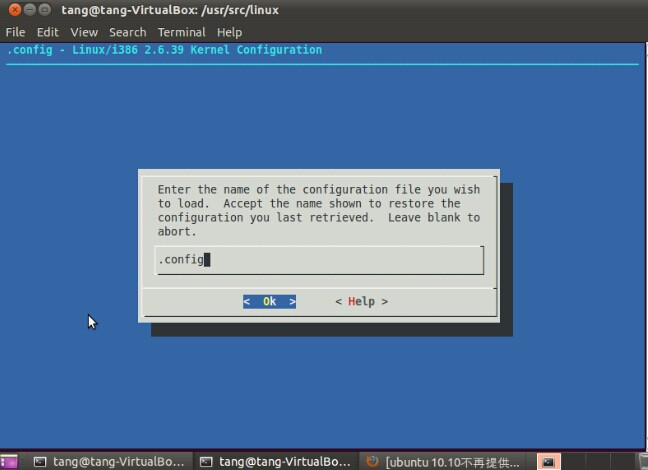 tang@tang-VirtualBox: /usr/src/linux
File Edit View Search Terminal Help
.config - Linux/i386 2.6.39 Kernel Configuration
Enter the name of the configuration file you wish
to load.  Accept the name shown to restore the
configuration you last retrieved.  Leave blank to
abort.
.config
<  Ok  > < Help >
tang@tang-VirtualBo... tang@tang-VirtualBo... [ubuntu 10.10不再提供...